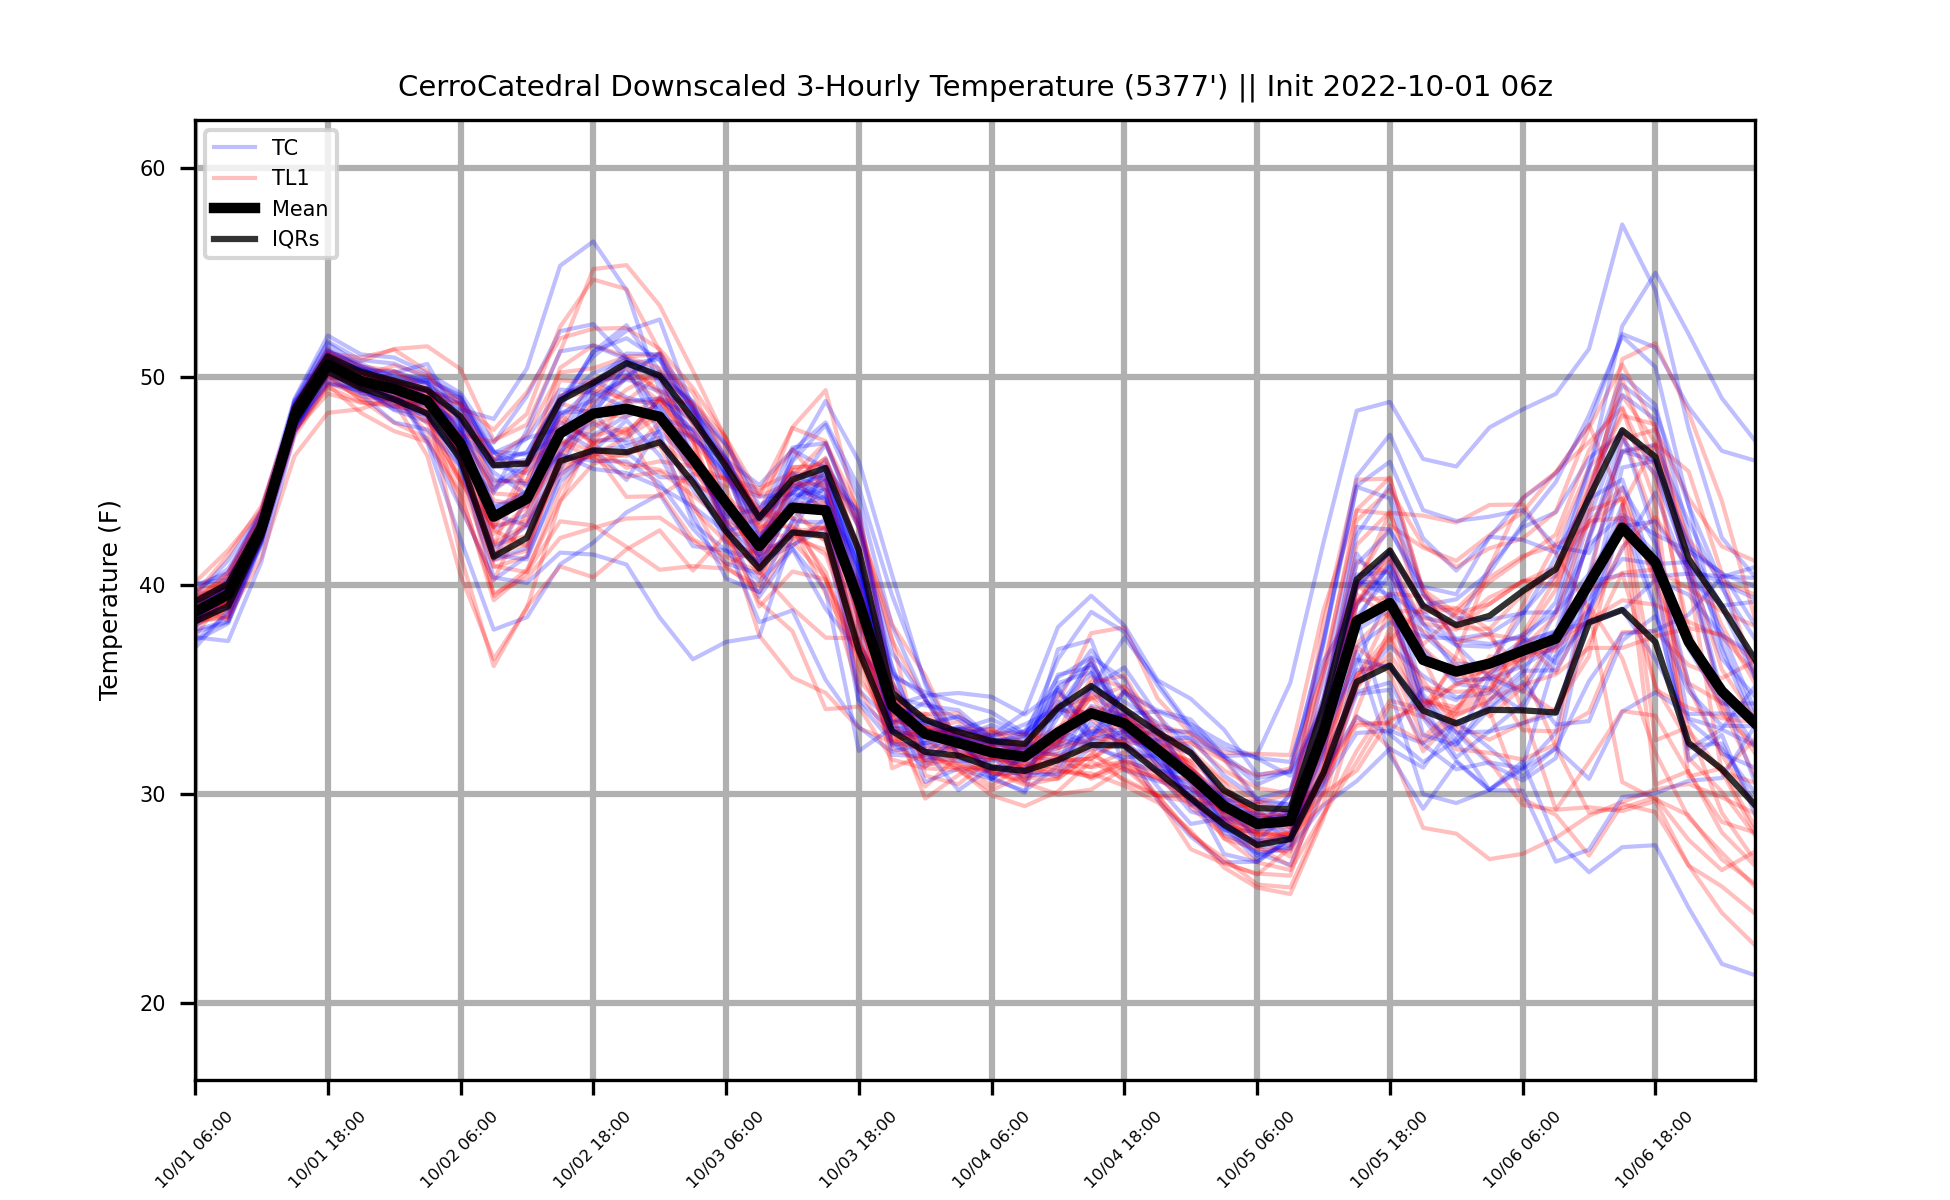 CerroCatedral Downscaled 3-Hourly Temperature (5377') || Init 2022-10-01 06z
TC
TL1
Mean
IQRs
Temperature (F)
60
50
40
30
20
10/01 06:00
10/01 18:00
10/02 06:00
10/02 18:00
10/03 06:00
10/03 18:00
10/04 06:00
10/04 18:00
10/05 06:00
10/05 18:00
10/06 06:00
10/06 18:00